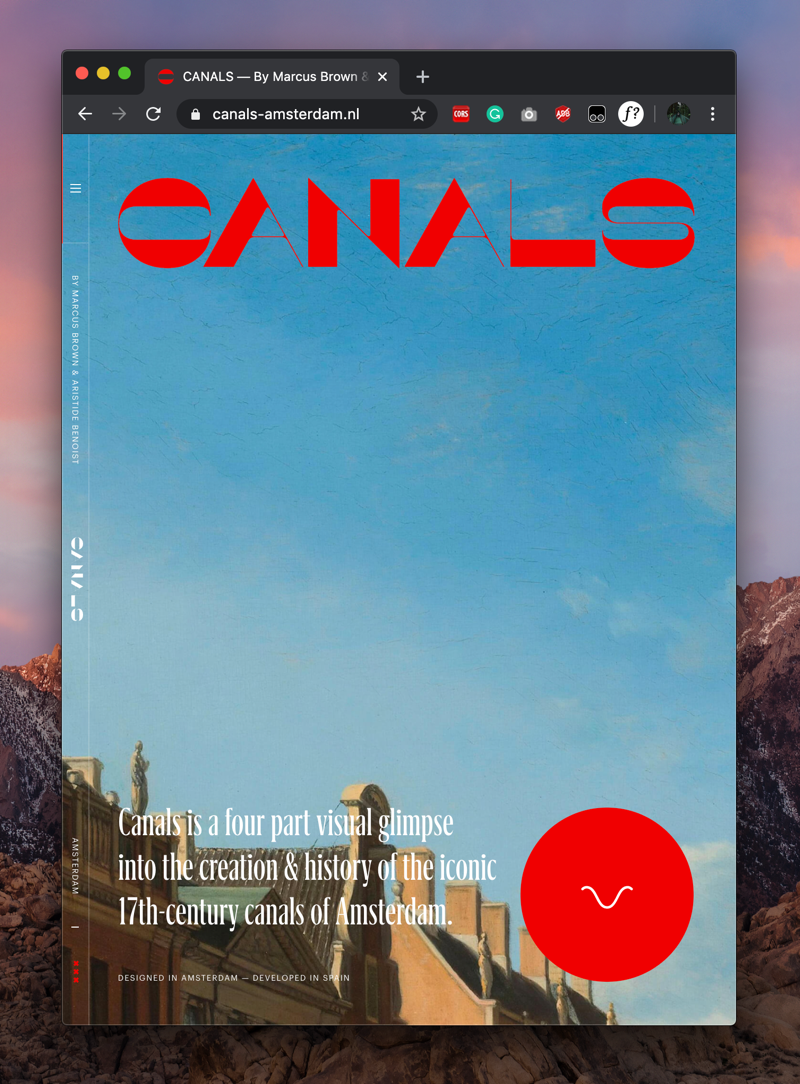 CANALS — By Marcus Brown &
canals-amsterdam.nl
CORS
G
ABP
f?
CANALS
BY MARCUS BROWN & ARISTIDE BENOIST
CANALS
AMSTERDAM
Canals is a four part visual glimpse
into the creation & history of the iconic
17th-century canals of Amsterdam.
DESIGNED IN AMSTERDAM — DEVELOPED IN SPAIN